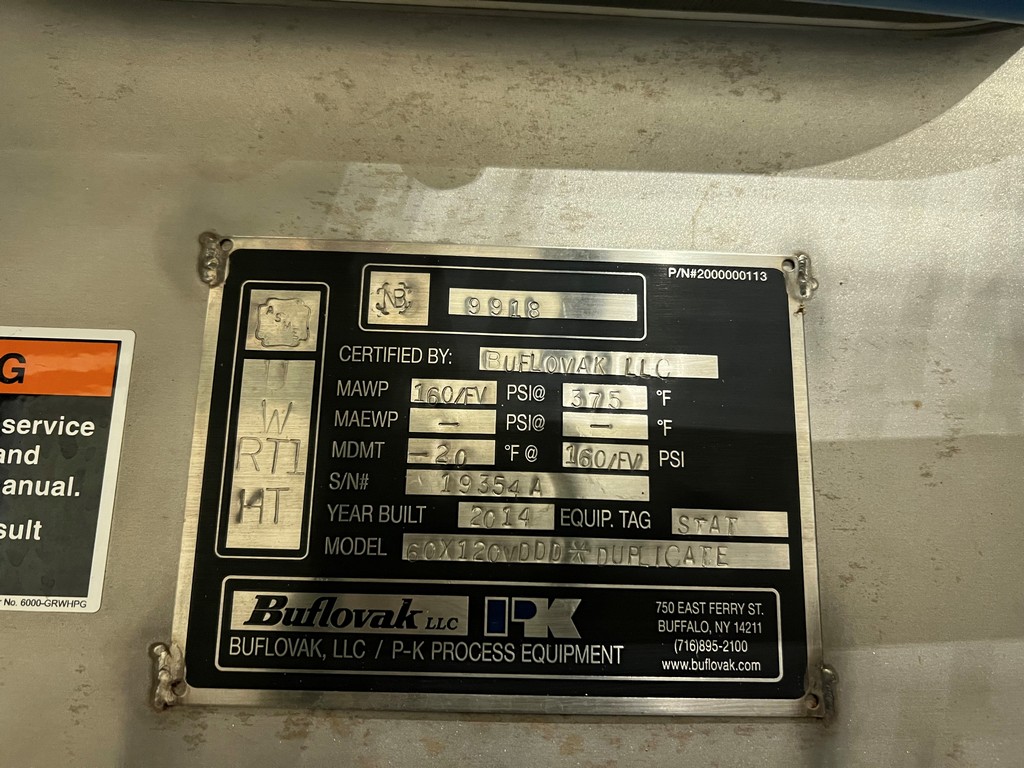 G
service
and
anual.
sult
r No. 6000-GRWHPG
P/N#2000000113
ASME
NB
9918
CERTIFIED BY: BUFLOVAK LLC
U
MAWP 160/FV PSI@ 375 °F
W
MAEWP – PSI@ – °F
RT1
MDMT -20 °F@ 160/FV PSI
HT
S/N# 19354A
YEAR BUILT 2014 EQUIP. TAG STAT
MODEL 60X120VDDD * DUPLICATE
Buflovak LLC PK
BUFLOVAK, LLC / P-K PROCESS EQUIPMENT
750 EAST FERRY ST.
BUFFALO, NY 14211
(716)895-2100
www.buflovak.com